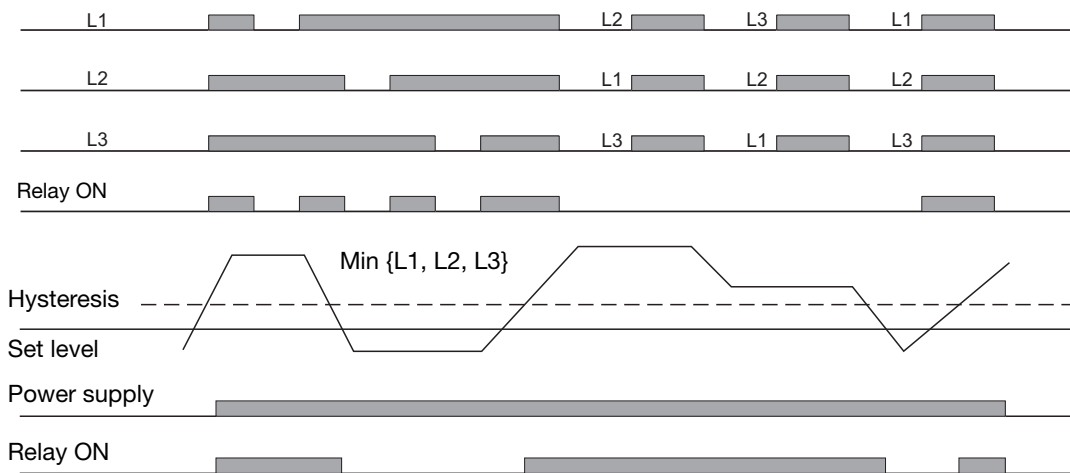 L1 L2 L3 L1
L2 L1 L2 L2
L3 L3 L1 L3
Relay ON
Min {L1, L2, L3}
Hysteresis
Set level
Power supply
Relay ON